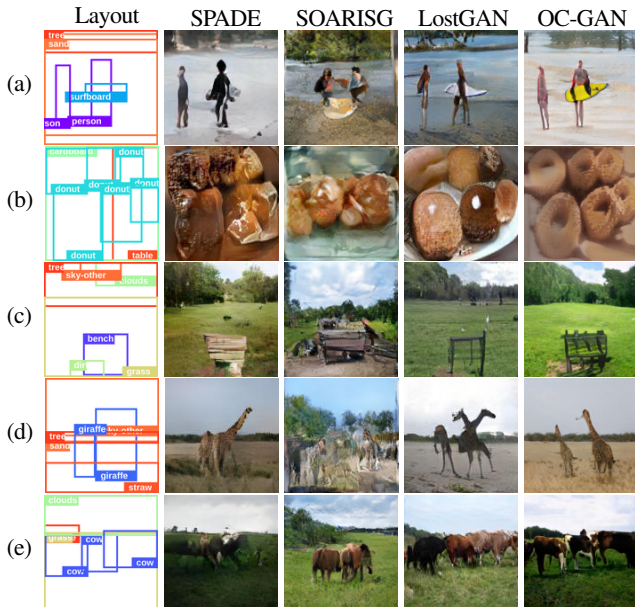 Layout SPADE SOARISG LostGAN OC-GAN
(a)
tree
sand
surfboard
son person
(b)
cardboard donut
donut donut donut
donut table
(c)
tree
sky-other
clouds
bench
dirt grass
(d)
giraffe sky-other
tree
sand
giraffe
straw
(e)
clouds
grass cow
cow cow